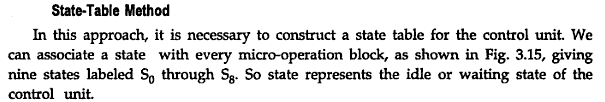 State-Table Method
In this approach, it is necessary to construct a state table for the control unit. We
can associate a state with every micro-operation block, as shown in Fig. 3.15, giving
nine states labeled S₀ through S₈. So state represents the idle or waiting state of the
control unit.